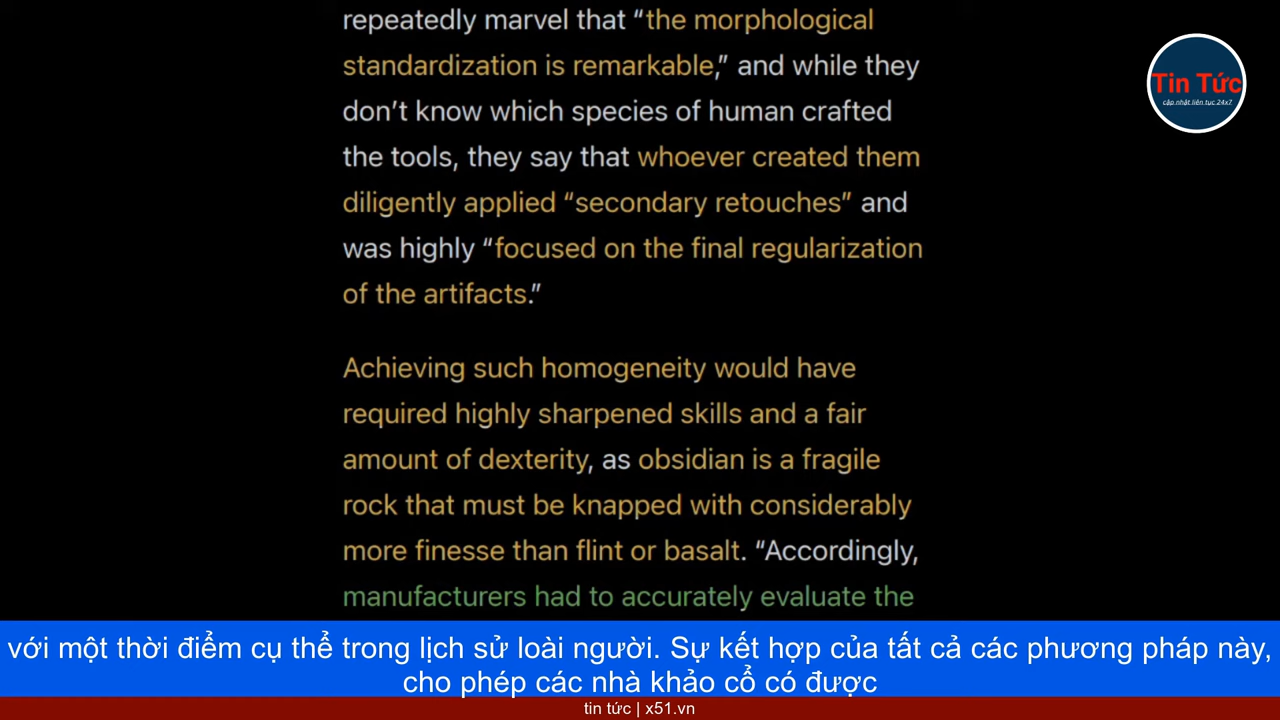 repeatedly marvel that “the morphological
standardization is remarkable,” and while they
don’t know which species of human crafted
the tools, they say that whoever created them
diligently applied “secondary retouches” and
was highly “focused on the final regularization
of the artifacts.”
Achieving such homogeneity would have
required highly sharpened skills and a fair
amount of dexterity, as obsidian is a fragile
rock that must be knapped with considerably
more finesse than flint or basalt. “Accordingly,
manufacturers had to accurately evaluate the
Tin Tức
cập nhật liên tục 24x7
với một thời điểm cụ thể trong lịch sử loài người. Sự kết hợp của tất cả các phương pháp này,
cho phép các nhà khảo cổ có được
tin tức | x51.vn